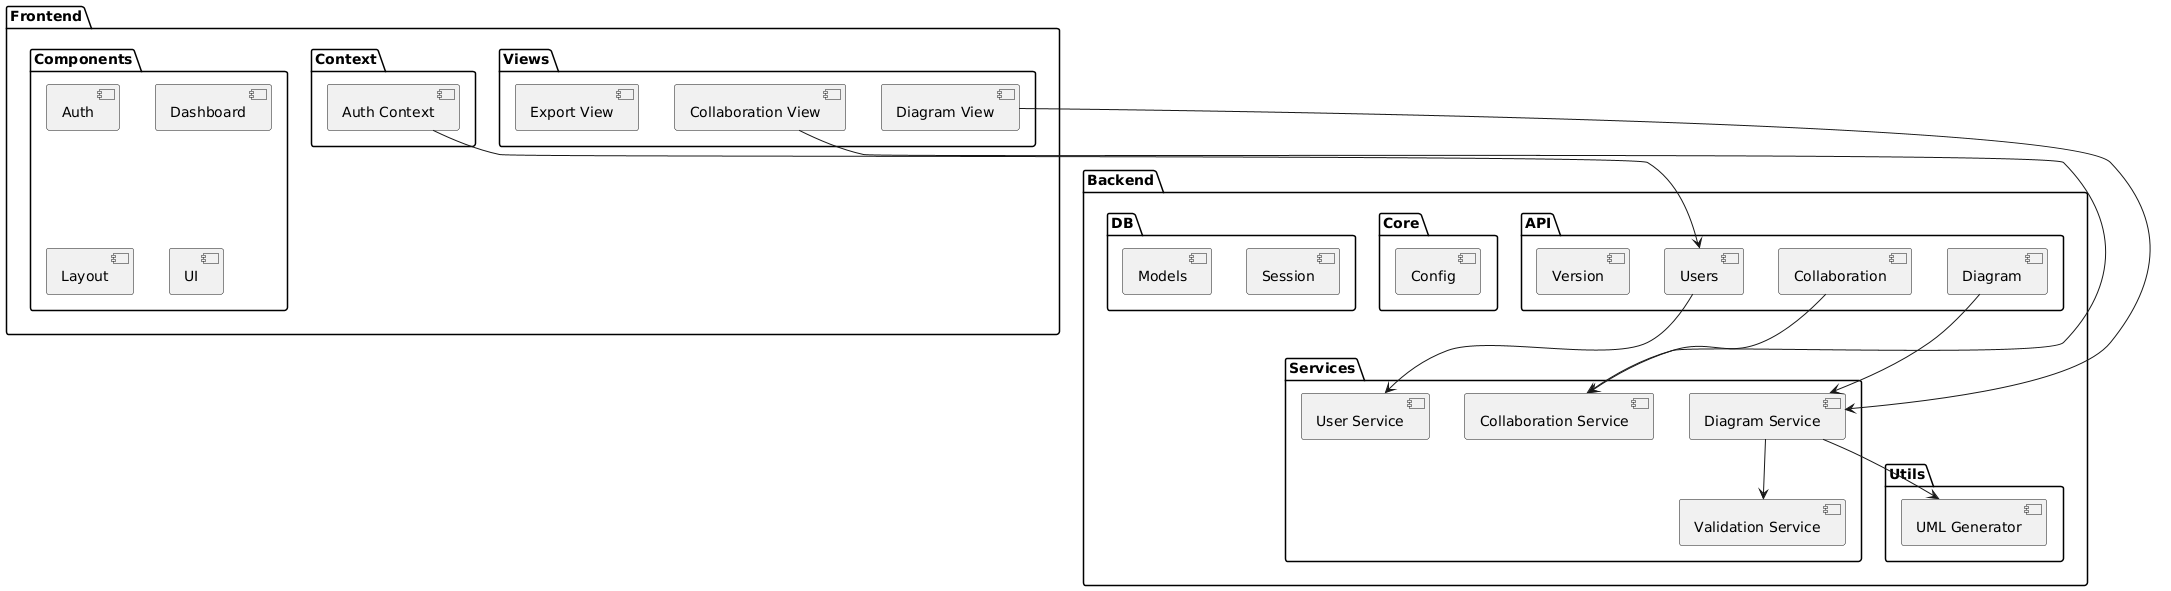 Frontend
Components
Context
Views
Auth
Dashboard
Auth Context
Export View
Collaboration View
Diagram View
Layout
UI
Backend
DB
Core
API
Models
Session
Config
Version
Users
Collaboration
Diagram
Services
User Service
Collaboration Service
Diagram Service
Validation Service
Utils
UML Generator